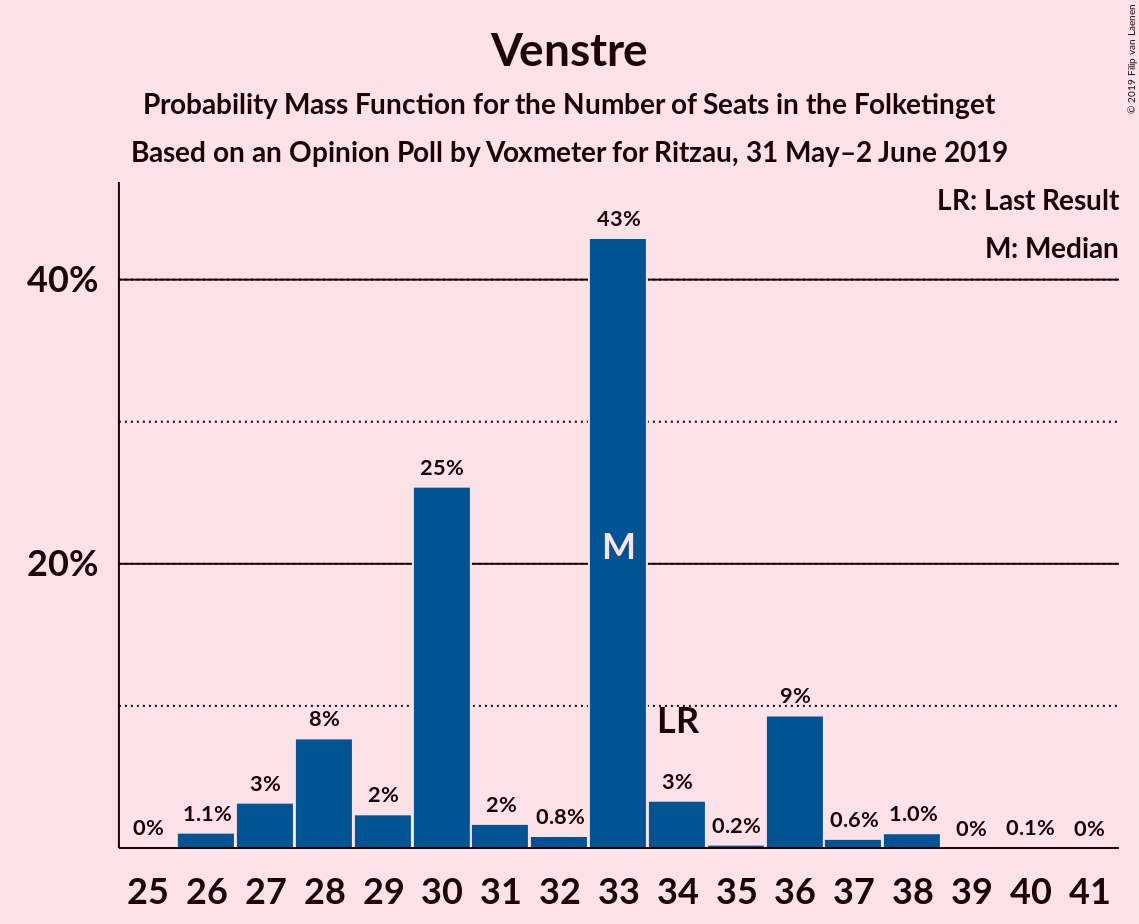 Venstre
Probability Mass Function for the Number of Seats in the Folketinget
Based on an Opinion Poll by Voxmeter for Ritzau, 31 May–2 June 2019
© 2019 Filip van Laenen
LR: Last Result
M: Median
40%
20%
0%
1.1%
3%
8%
2%
25%
2%
0.8%
43%
M
LR
3%
0.2%
9%
0.6%
1.0%
0%
0.1%
0%
25 26 27 28 29 30 31 32 33 34 35 36 37 38 39 40 41